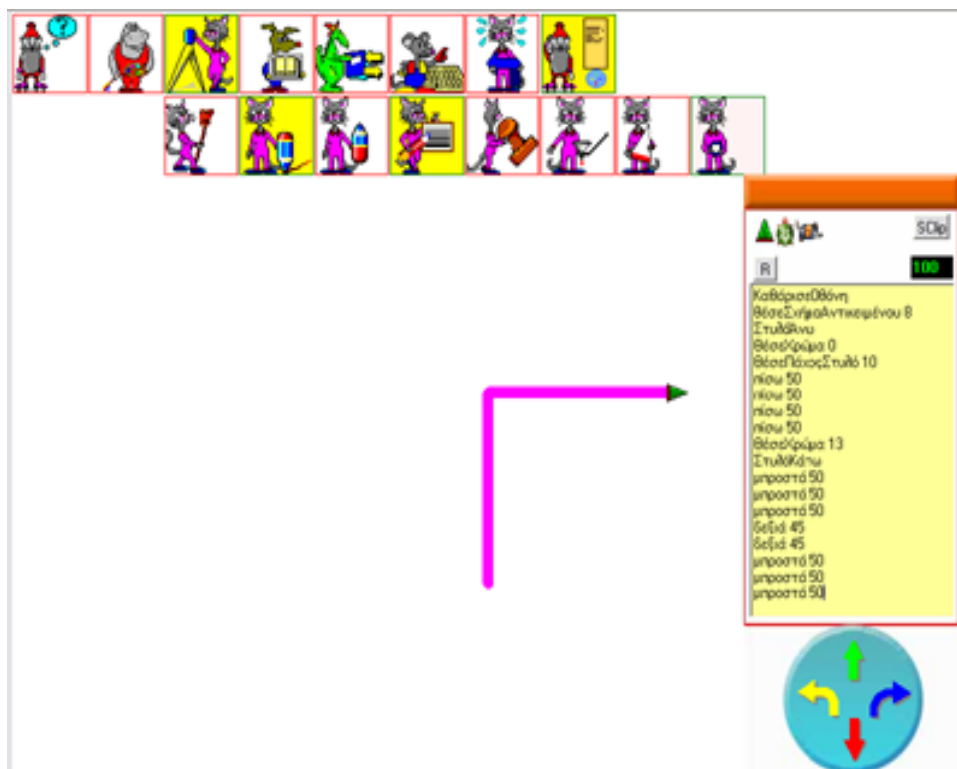 ?
SClip
R
100
ΚαθάρισεΟθόνη
θέσεΣχήμαΑντικειμένου 8
ΣτυλόΆνω
θέσεΧρώμα 0
θέσεΠάχοςΣτυλό 10
πίσω 50
πίσω 50
πίσω 50
πίσω 50
θέσεΧρώμα 13
ΣτυλόΚάτω
μπροστά 50
μπροστά 50
μπροστά 50
δεξιά 45
δεξιά 45
μπροστά 50
μπροστά 50
μπροστά 50